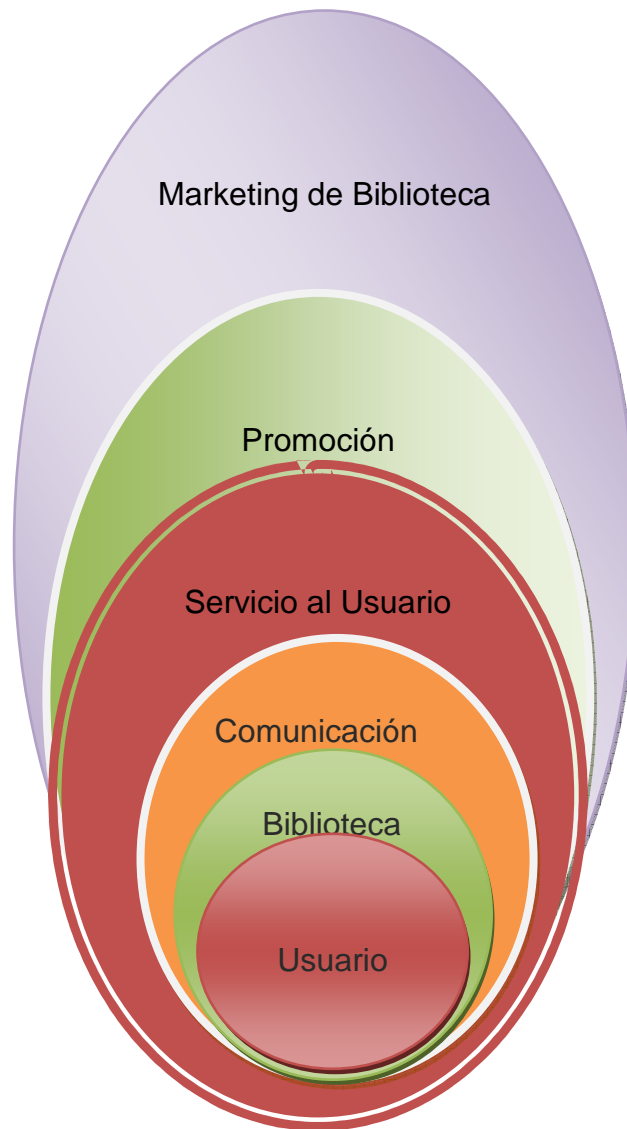 Marketing de Biblioteca
Promoción
Servicio al Usuario
Comunicación
Biblioteca
Usuario